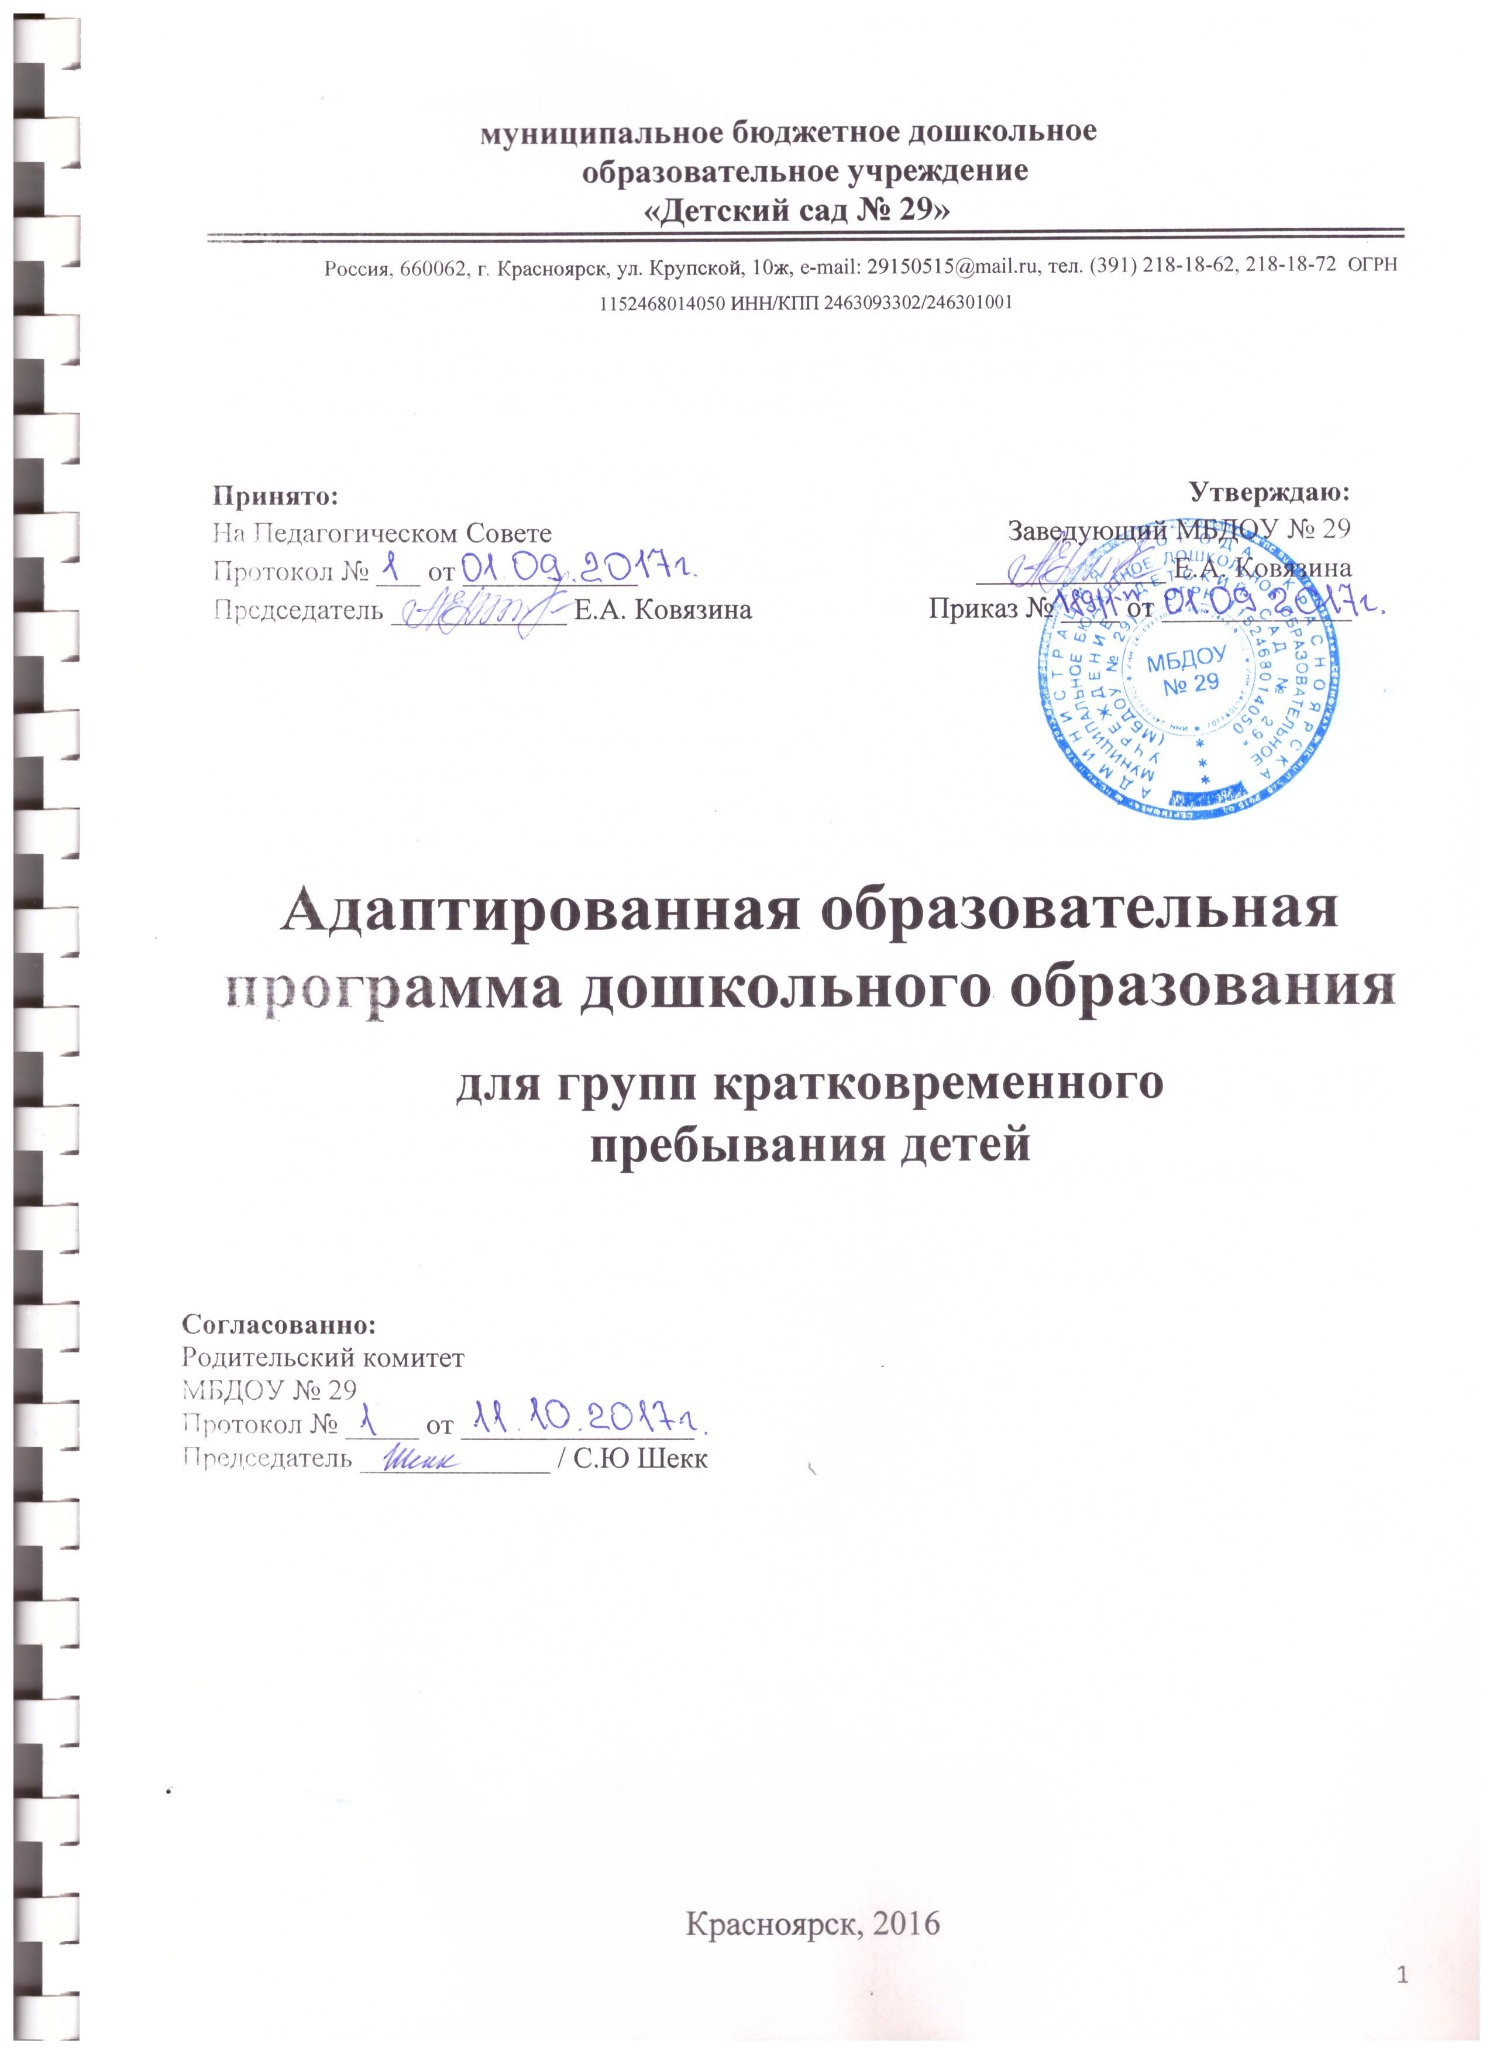 муниципальное бюджетное дошкольное
образовательное учреждение
«Детский сад № 29»
Россия, 660062, г. Красноярск, ул. Крупской, 10ж, e-mail: 29150515@mail.ru, тел. (391) 218-18-62, 218-18-72 ОГРН
1152468014050 ИНН/КПП 2463093302/246301001
Принято:
На Педагогическом Совете
Протокол № 1 от 01.09.2017г.
Председатель Е.А. Ковязина
Утверждаю:
Заведующий МБДОУ № 29
Е.А. Ковязина
Приказ № от 01.09 2017г.
МБДОУ
№ 29
Адаптированная образовательная
программа дошкольного образования
для групп кратковременного
пребывания детей
Согласованно:
Родительский комитет
МБДОУ № 29
Протокол № 1 от 11.10.2017г.
Председатель Шекк / С.Ю Шекк
Красноярск, 2016
1